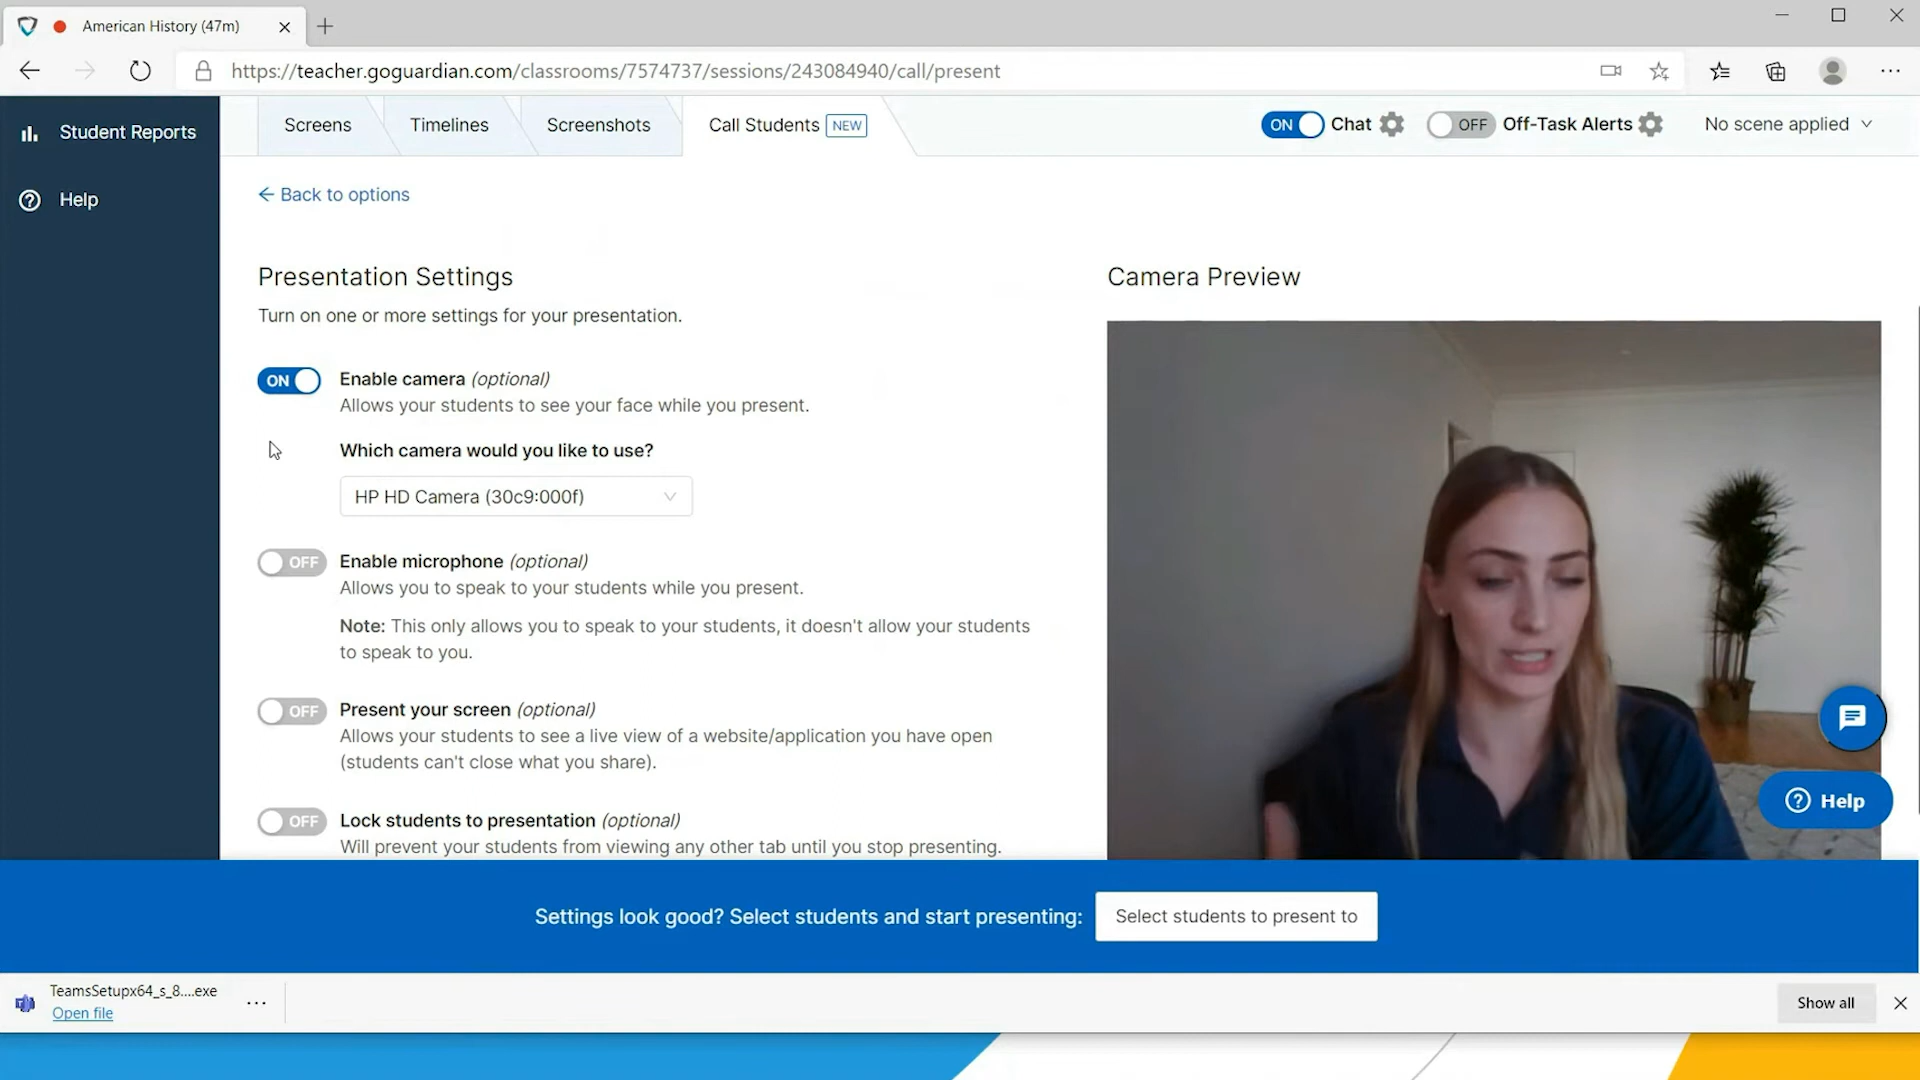 American History (47m)
https://teacher.goguardian.com/classrooms/7574737/sessions/243084940/call/present
Student Reports
Help
Screens
Timelines
Screenshots
Call Students NEW
ON Chat
OFF Off-Task Alerts
No scene applied
Back to options
Presentation Settings
Turn on one or more settings for your presentation.
Camera Preview
ON Enable camera (optional)
Allows your students to see your face while you present.
Which camera would you like to use?
HP HD Camera (30c9:000f)
OFF Enable microphone (optional)
Allows you to speak to your students while you present.
Note: This only allows you to speak to your students, it doesn't allow your students
to speak to you.
OFF Present your screen (optional)
Allows your students to see a live view of a website/application you have open
(students can't close what you share).
OFF Lock students to presentation (optional)
Will prevent your students from viewing any other tab until you stop presenting.
Help
Settings look good? Select students and start presenting:
Select students to present to
TeamsSetupx64_s_8....exe
Open file
Show all